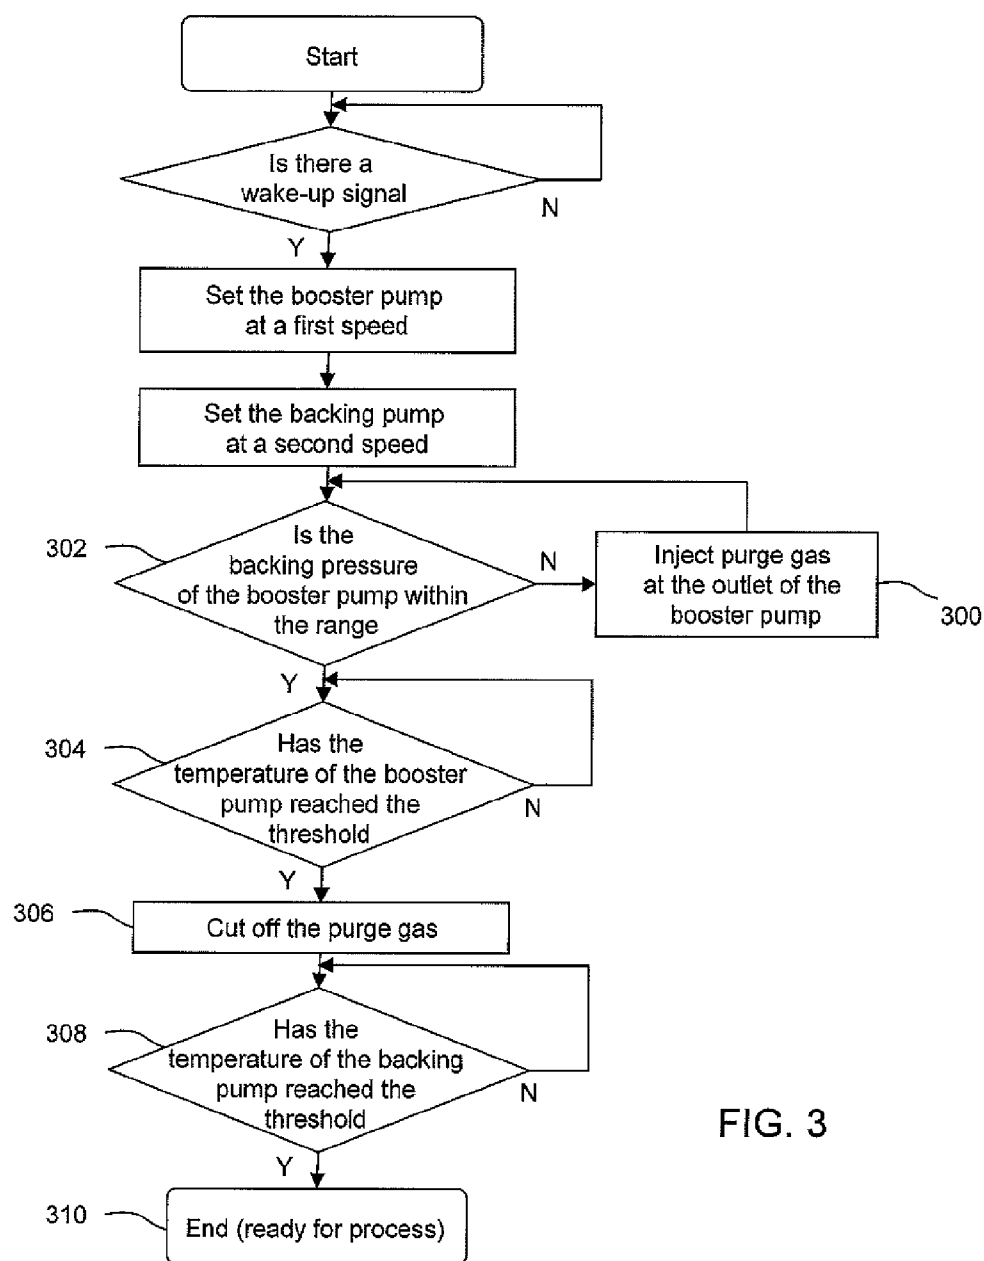 Start
Is there a
wake-up signal
N
Y
Set the booster pump
at a first speed
Set the backing pump
at a second speed
302
Is the
backing pressure
of the booster pump within
the range
N
Inject purge gas
at the outlet of the
booster pump
300
Y
304
Has the
temperature of the booster
pump reached the
threshold
N
Y
306
Cut off the purge gas
308
Has the
temperature of the backing
pump reached the
threshold
N
FIG. 3
Y
310
End (ready for process)